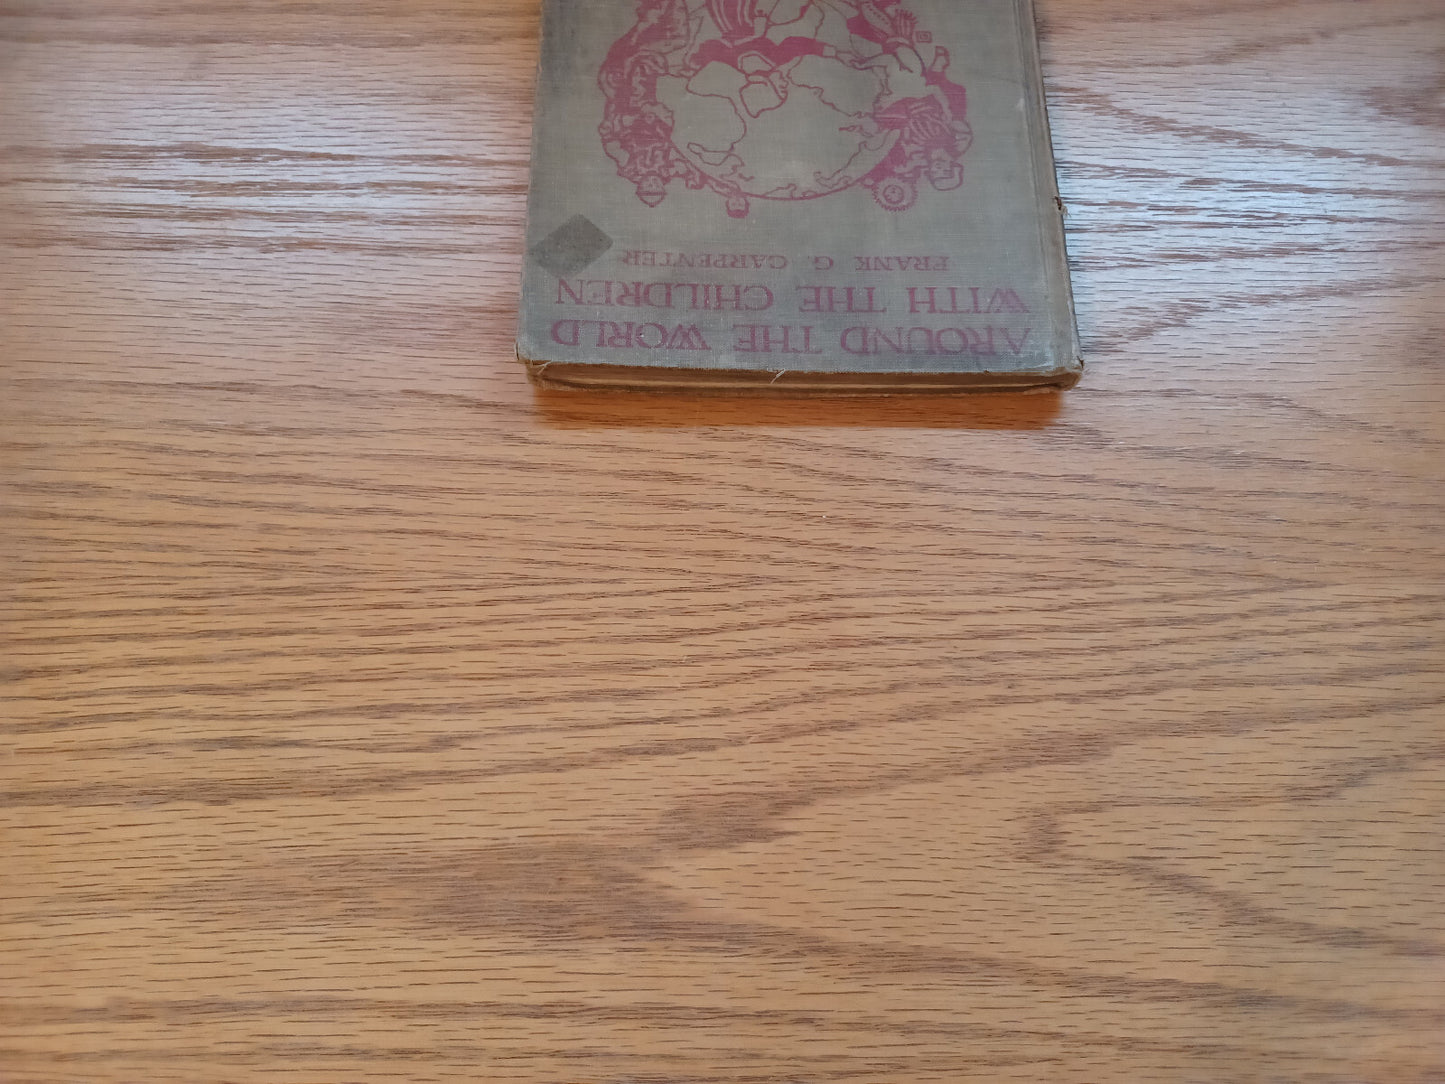 AROUND THE WORLD
WITH THE CHILDREN
FRANK G. CARPENTER